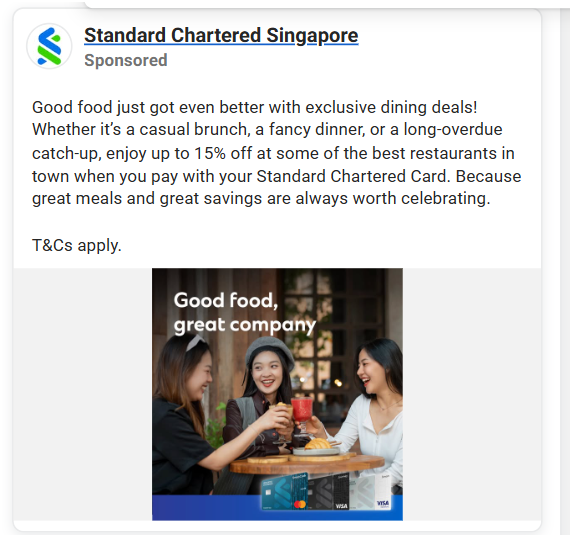 Standard Chartered Singapore
Sponsored
Good food just got even better with exclusive dining deals!
Whether it’s a casual brunch, a fancy dinner, or a long-overdue
catch-up, enjoy up to 15% off at some of the best restaurants in
town when you pay with your Standard Chartered Card. Because
great meals and great savings are always worth celebrating.
T&Cs apply.
Good food,
great company
VISA
VISA